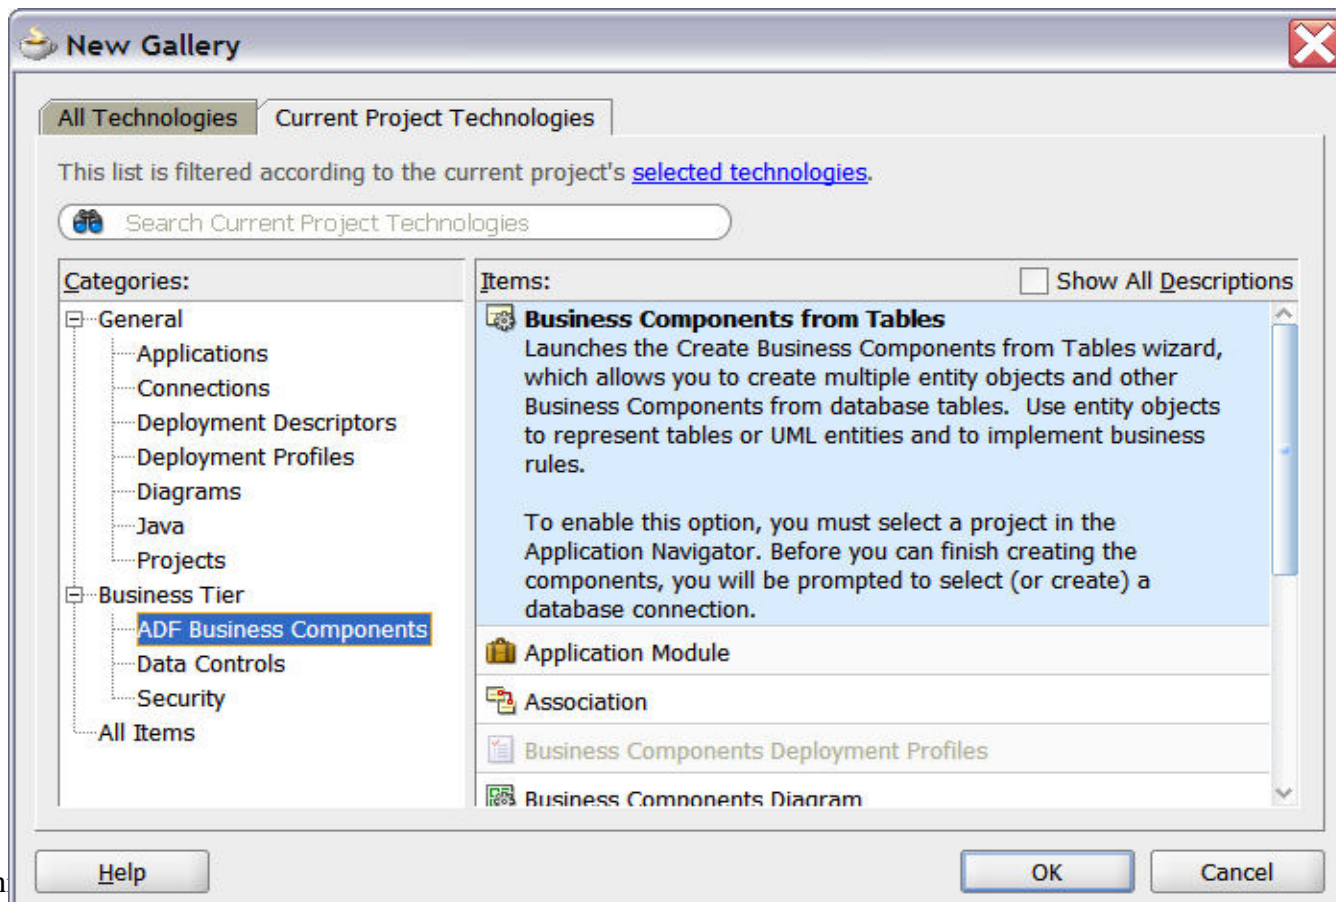 New Gallery
All Technologies
Current Project Technologies
This list is filtered according to the current project's selected technologies.
Search Current Project Technologies
Categories:
General
Applications
Connections
Deployment Descriptors
Deployment Profiles
Diagrams
Java
Projects
Business Tier
ADF Business Components
Data Controls
Security
All Items
Items:
Show All Descriptions
Business Components from Tables
Launches the Create Business Components from Tables wizard,
which allows you to create multiple entity objects and other
Business Components from database tables.  Use entity objects
to represent tables or UML entities and to implement business
rules.
To enable this option, you must select a project in the
Application Navigator. Before you can finish creating the
components, you will be prompted to select (or create) a
database connection.
Application Module
Association
Business Components Deployment Profiles
Business Components Diagram
Help
OK
Cancel